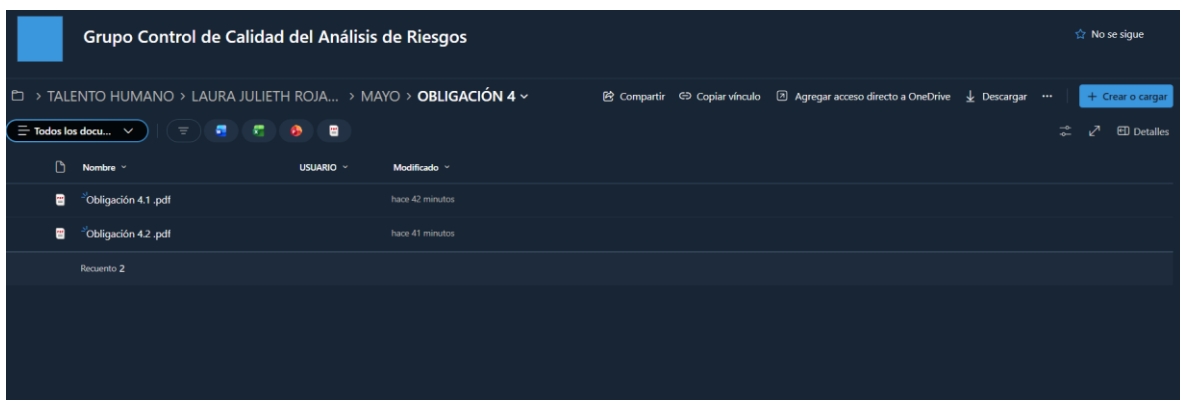 Grupo Control de Calidad del Análisis de Riesgos
No se sigue
> TALENTO HUMANO > LAURA JULIETH ROJA... > MAYO > OBLIGACIÓN 4
Compartir Copiar vínculo Agregar acceso directo a OneDrive Descargar ... + Crear o cargar
Todos los docu...
Detalles
Nombre USUARIO Modificado
Obligación 4.1 .pdf hace 42 minutos
Obligación 4.2 .pdf hace 41 minutos
Recuento 2